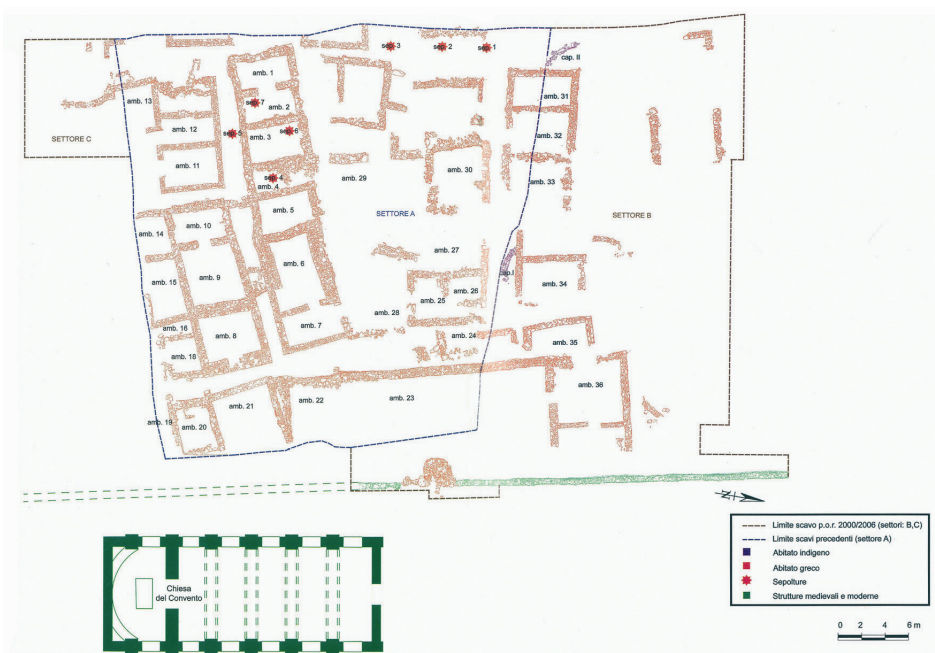 sep-3
sep-2
sep-1
cap. II
amb. 1
amb. 13
sep-7
amb. 2
amb. 31
amb. 12
sep-5
amb. 3
sep-6
amb. 32
SETTORE C
amb. 11
sep-4
amb. 4
amb. 29
amb. 30
amb. 33
amb. 5
SETTORE A
SETTORE B
amb. 14
amb. 10
amb. 27
amb. 6
cap.I
amb. 15
amb. 9
amb. 34
amb. 26
amb. 25
amb. 28
amb. 16
amb. 7
amb. 8
amb. 24
amb. 35
amb. 18
amb. 36
amb. 21
amb. 22
amb. 23
amb. 19
amb. 20
N
Limite scavo p.o.r. 2000/2006 (settori: B,C)
Limite scavi precedenti (settore A)
Abitato indigeno
Abitato greco
Sepolture
Strutture medievali e moderne
Chiesa
del Convento
0 2 4 6 m